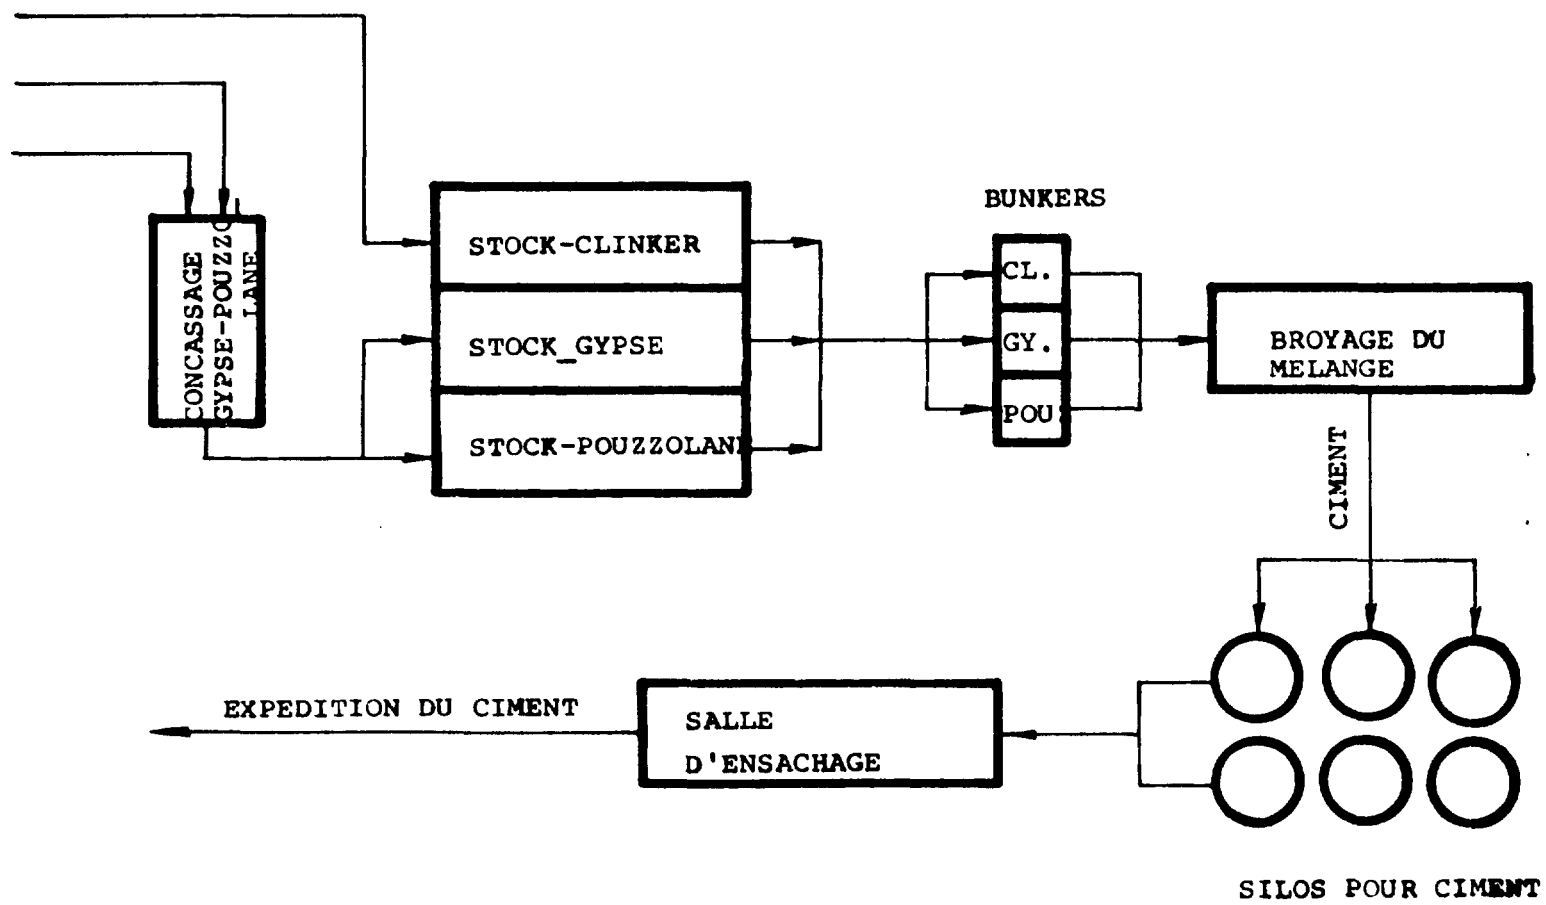 BUNKERS
CONCASSAGE
GYPSE-POUZZO
LANE
STOCK-CLINKER
STOCK_GYPSE
STOCK-POUZZOLANE
CL.
GY.
POU
BROYAGE DU
MELANGE
CIMENT
EXPEDITION DU CIMENT
SALLE
D'ENSACHAGE
SILOS POUR CIMENT